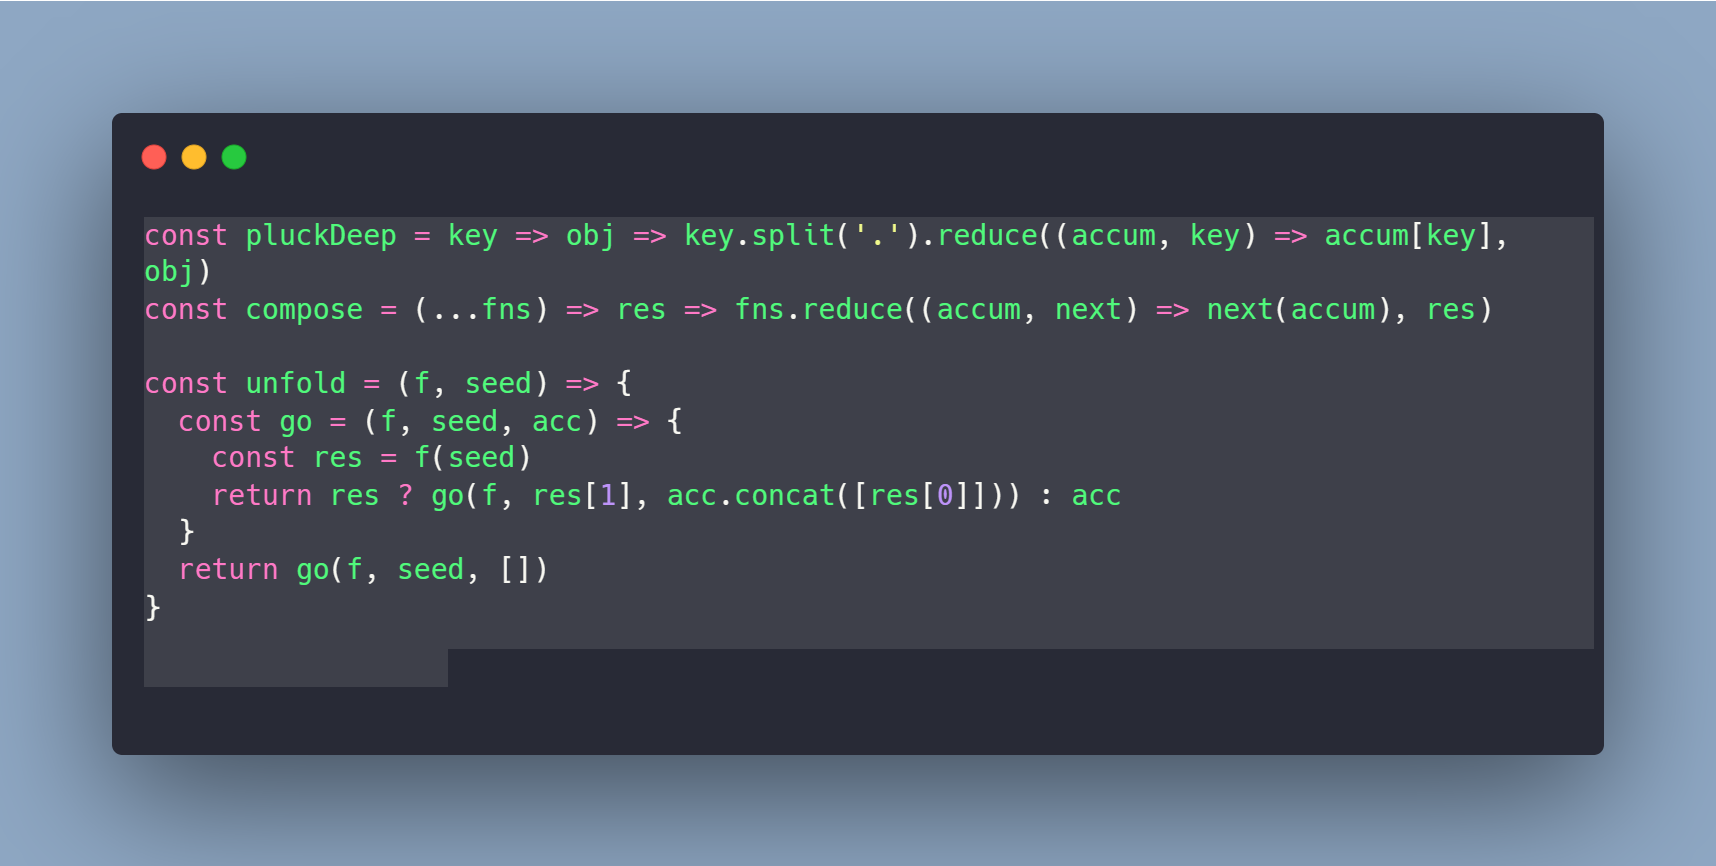 const pluckDeep = key => obj => key.split('.').reduce((accum, key) => accum[key],
obj)
const compose = (...fns) => res => fns.reduce((accum, next) => next(accum), res)

const unfold = (f, seed) => {
  const go = (f, seed, acc) => {
    const res = f(seed)
    return res ? go(f, res[1], acc.concat([res[0]])) : acc
  }
  return go(f, seed, [])
}